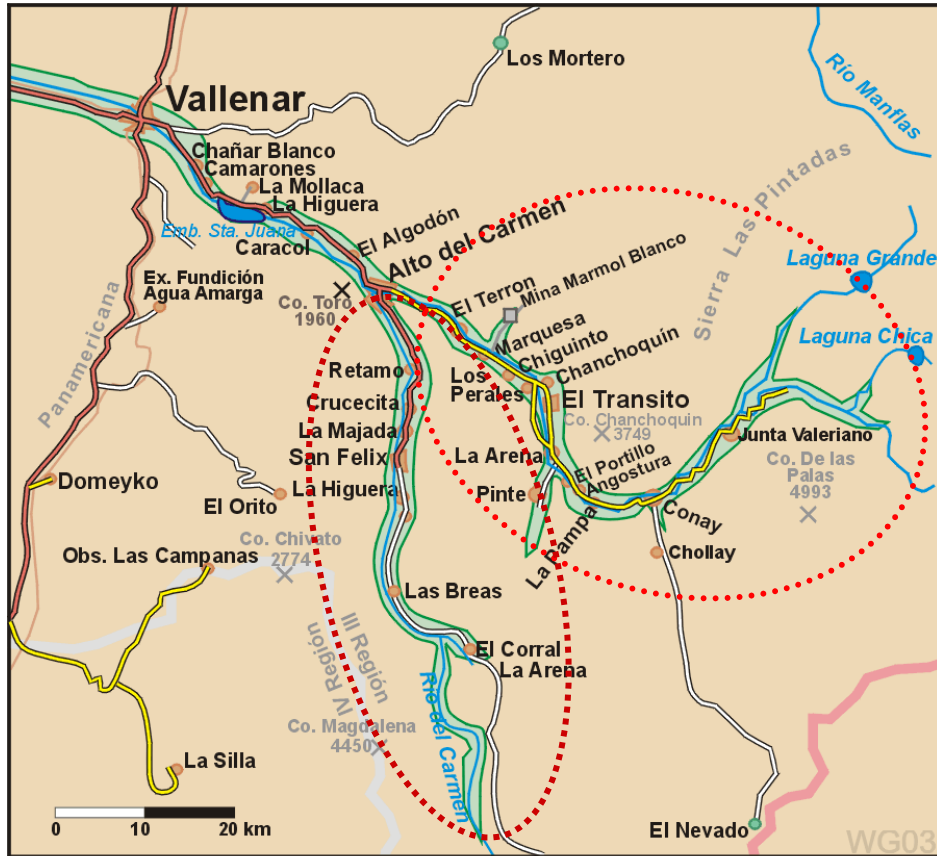 Los Mortero
Río Manflas
Vallenar
Chañar Blanco
Camarones
La Mollaca
La Higuera
Emb. Sta. Juana
Caracol
El Algodón
Alto del Carmen
Sierra Las Pintadas
Laguna Grande
Laguna Chica
Ex. Fundición
Agua Amarga
Co. Toro
1960
El Terron
Mina Marmol Blanco
Marquesa
Chiguinto
Chanchoquín
Los
Perales
El Transito
Co. Chanchoquin
3749
Panamericana
Retamo
Crucecita
La Majada
San Felix
La Higuera
La Arena
El Portillo
Angostura
Pinte
La Pampa
Conay
Junta Valeriano
Co. De las
Palas
4993
Domeyko
El Orito
Chollay
Co. Chivato
2774
Obs. Las Campanas
Las Breas
IV Región
III Región
El Corral
La Arena
Río del Carmen
Co. Magdalena
4450
La Silla
0 10 20 km
El Nevado
WG03